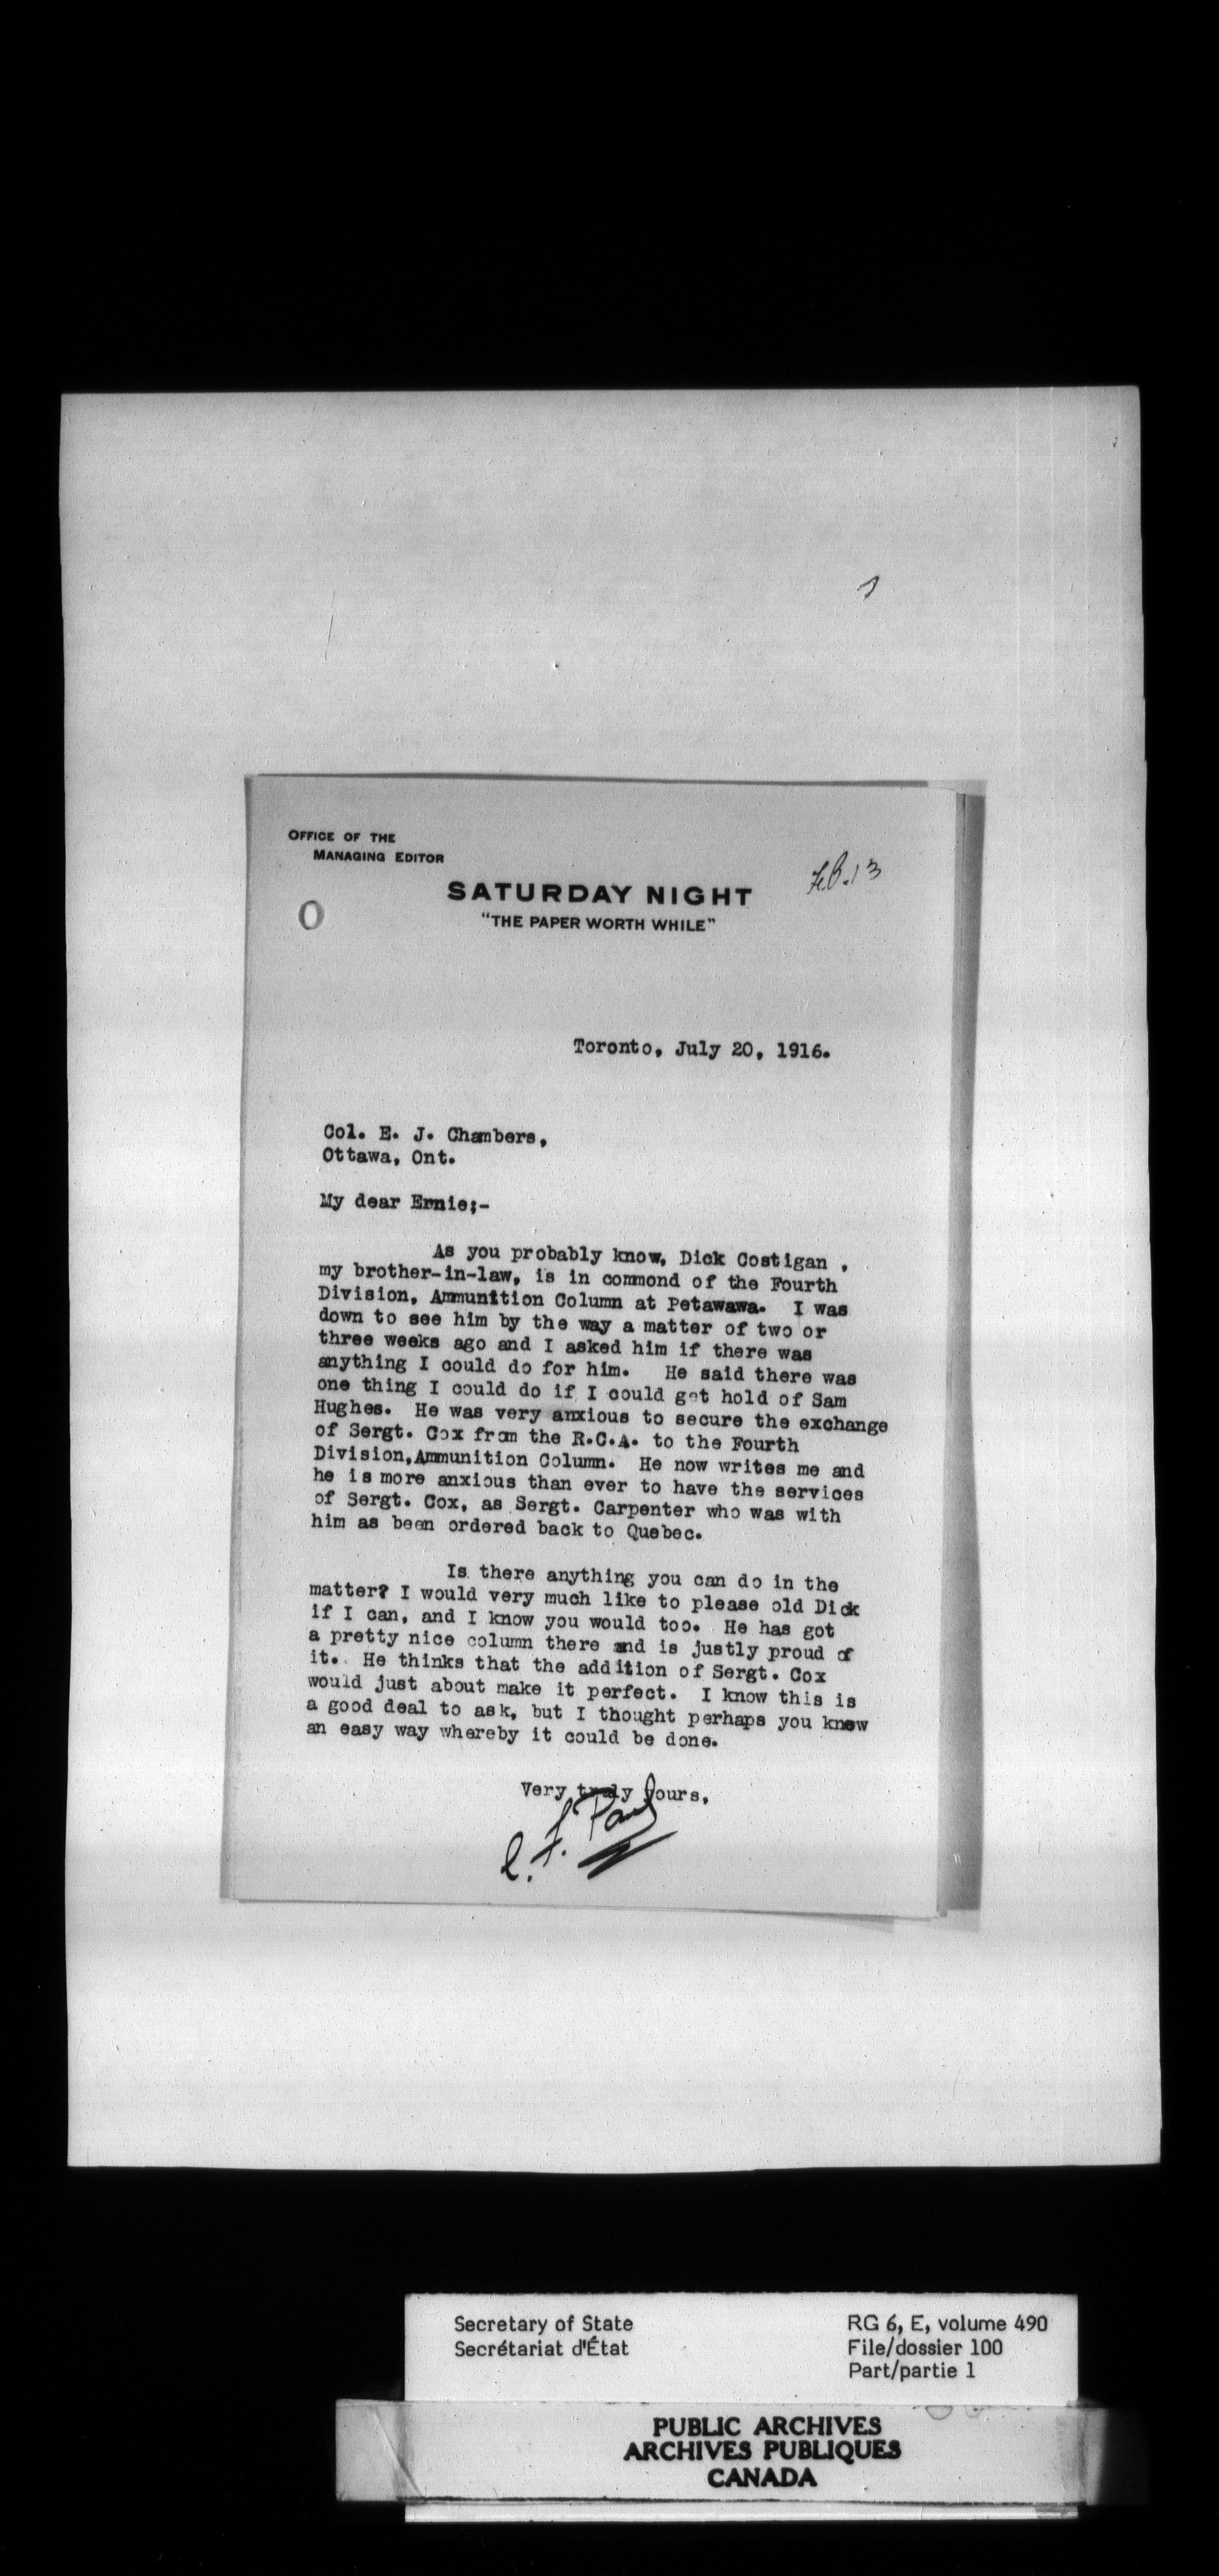 OFFICE OF THE
MANAGING EDITOR
SATURDAY NIGHT
"THE PAPER WORTH WHILE"
Toronto, July 20, 1916.
Col. E. J. Chambers,
Ottawa, Ont.
My dear Ernie;-
As you probably know, Dick Costigan ,
my brother-in-law, is in commond of the Fourth
Division, Ammunition Column at Petawawa. I was
down to see him by the way a matter of two or
three weeks ago and I asked him if there was
anything I could do for him. He said there was
one thing I could do if I could get hold of Sam
Hughes. He was very anxious to secure the exchange
of Sergt. Cox from the R.C.A. to the Fourth
Division,Ammunition Column. He now writes me and
he is more anxious than ever to have the services
of Sergt. Cox, as Sergt. Carpenter who was with
him as been ordered back to Quebec.
Is there anything you can do in the
matter? I would very much like to please old Dick
if I can, and I know you would too. He has got
a pretty nice column there and is justly proud of
it. He thinks that the addition of Sergt. Cox
would just about make it perfect. I know this is
a good deal to ask, but I thought perhaps you knew
an easy way whereby it could be done.
Very truly yours,
Secretary of State
Secrétariat d'État
RG 6, E, volume 490
File/dossier 100
Part/partie 1
PUBLIC ARCHIVES
ARCHIVES PUBLIQUES
CANADA